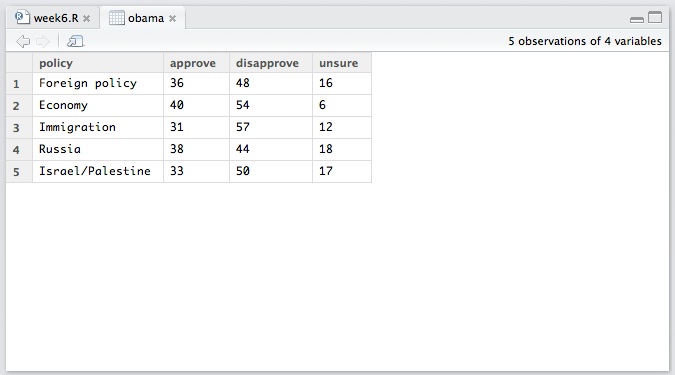 week6.R obama
5 observations of 4 variables
policy approve disapprove unsure
1 Foreign policy 36 48 16
2 Economy 40 54 6
3 Immigration 31 57 12
4 Russia 38 44 18
5 Israel/Palestine 33 50 17